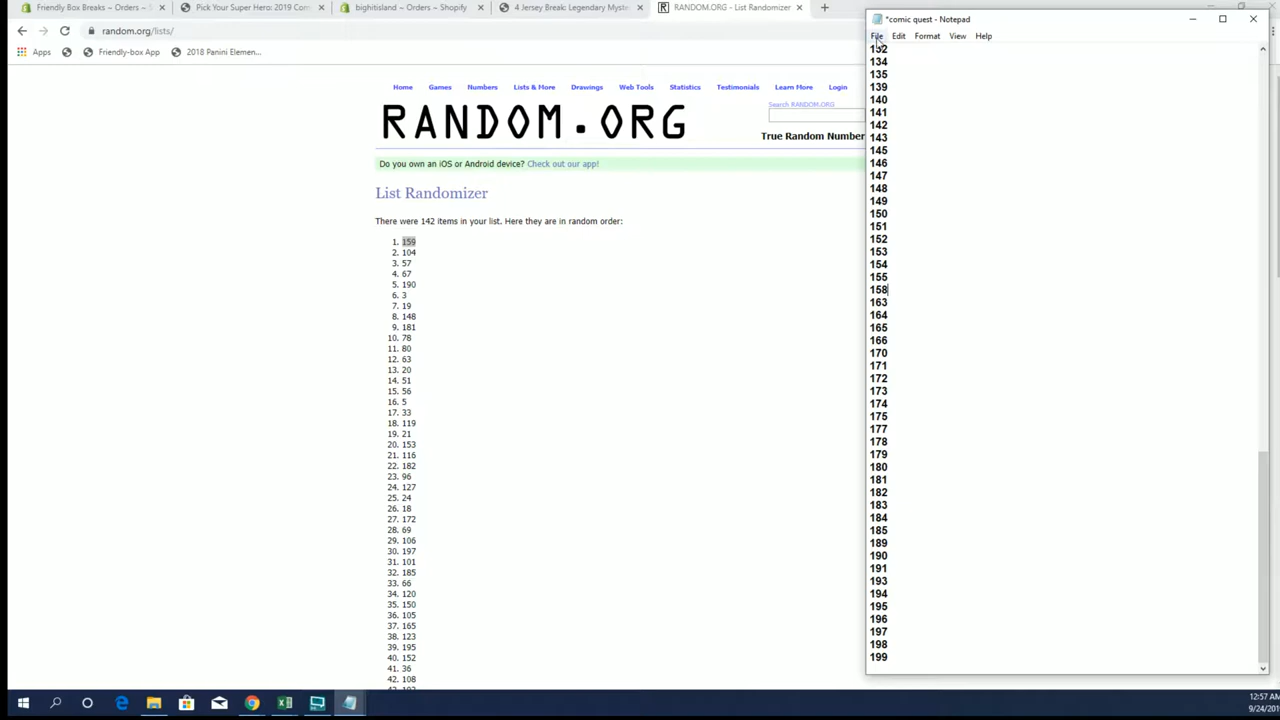 Friendly Box Breaks ~ Orders ~ S
Pick Your Super Hero: 2019 Com
bighitisland ~ Orders ~ Shopify
4 Jersey Break: Legendary Myste
RANDOM.ORG - List Randomizer
random.org/lists/
Apps
Friendly-box App
2018 Panini Elemen...
Home
Games
Numbers
Lists & More
Drawings
Web Tools
Statistics
Testimonials
Learn More
Login
RANDOM.ORG
Search RANDOM.ORG
True Random Number
Do you own an iOS or Android device? Check out our app!
List Randomizer
There were 142 items in your list. Here they are in random order:
1. 159
2. 104
3. 57
4. 67
5. 190
6. 3
7. 19
8. 148
9. 181
10. 78
11. 80
12. 63
13. 20
14. 51
15. 56
16. 5
17. 33
18. 119
19. 21
20. 153
21. 116
22. 182
23. 96
24. 127
25. 24
26. 18
27. 172
28. 69
29. 106
30. 197
31. 101
32. 185
33. 66
34. 120
35. 150
36. 105
37. 165
38. 123
39. 195
40. 152
41. 36
42. 108
*comic quest - Notepad
File
Edit
Format
View
Help
132
134
135
139
140
141
142
143
145
146
147
148
149
150
151
152
153
154
155
158
163
164
165
166
170
171
172
173
174
175
177
178
179
180
181
182
183
184
185
189
190
191
193
194
195
196
197
198
199
12:57 AM